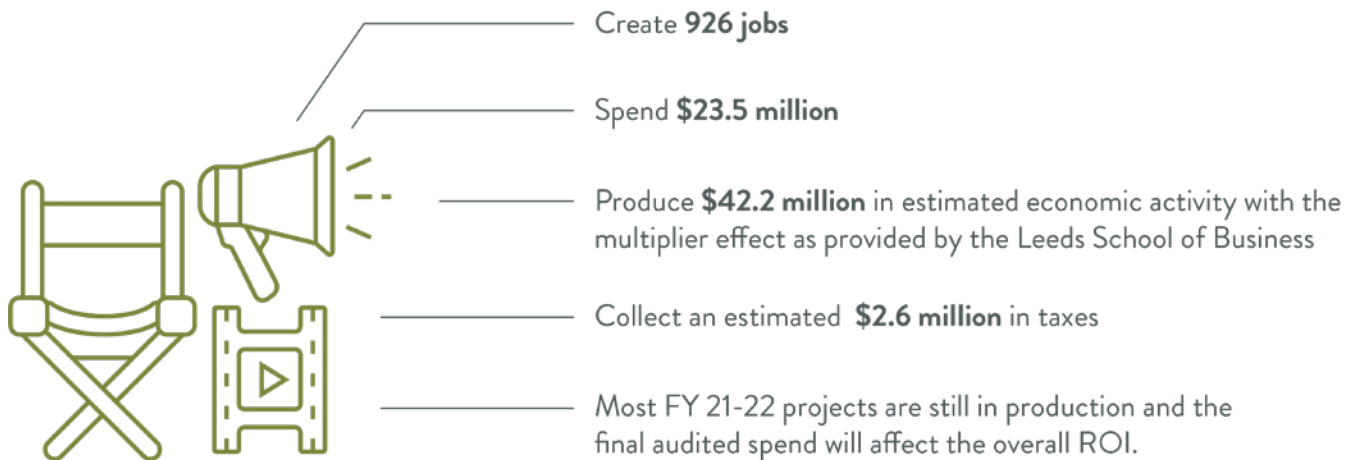 Create 926 jobs
Spend $23.5 million
Produce $42.2 million in estimated economic activity with the
multiplier effect as provided by the Leeds School of Business
Collect an estimated $2.6 million in taxes
Most FY 21-22 projects are still in production and the
final audited spend will affect the overall ROI.